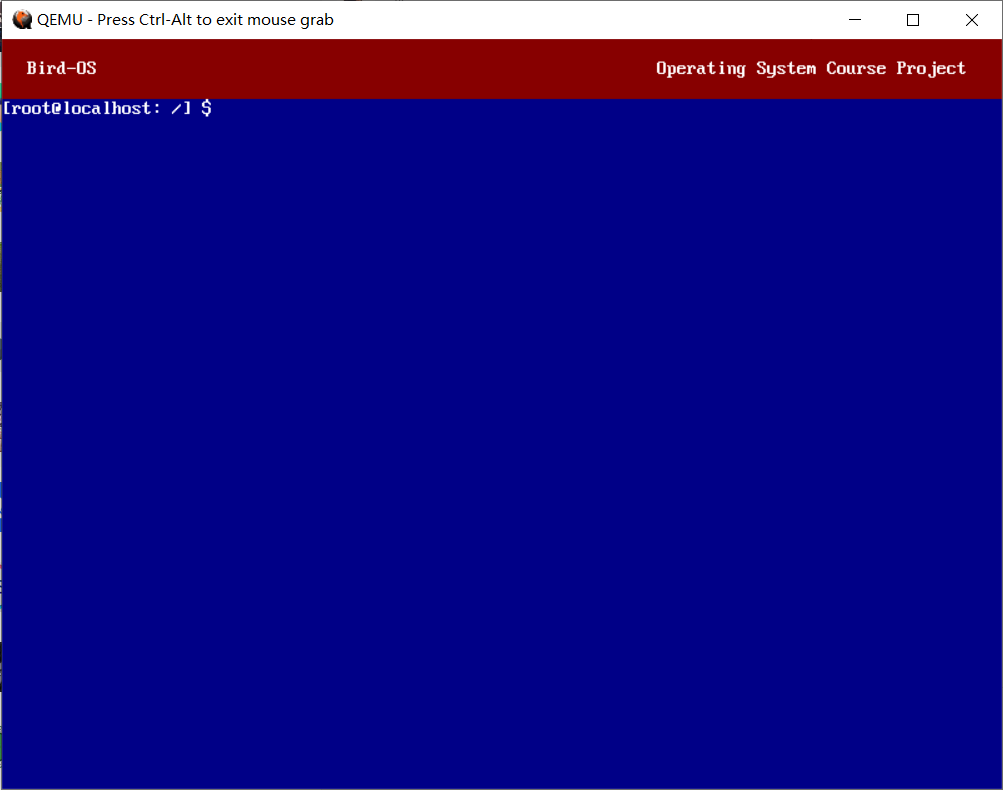 QEMU - Press Ctrl-Alt to exit mouse grab
Bird-OS Operating System Course Project
[root@localhost: /] $